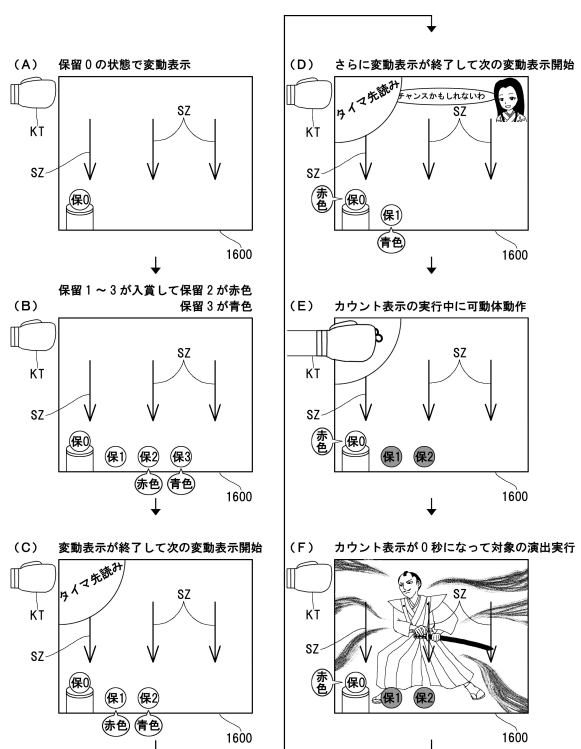 (A) 保留0の状態で変動表示
KT
SZ
SZ
保0
1600
保留1~3が入賞して保留2が赤色
保留3が青色
(B)
KT
SZ
SZ
保0
保1
保2
保3
赤色
青色
1600
(C) 変動表示が終了して次の変動表示開始
タイマ先読み
KT
SZ
SZ
保0
保1
保2
赤色
青色
1600
(D) さらに変動表示が終了して次の変動表示開始
タイマ先読み
チャンスかもしれないわ
KT
SZ
SZ
赤色
保0
保1
青色
1600
(E) カウント表示の実行中に可動体動作
KT
SZ
SZ
赤色
保0
保1
保2
1600
(F) カウント表示が0秒になって対象の演出実行
KT
SZ
SZ
赤色
保0
保1
保2
1600